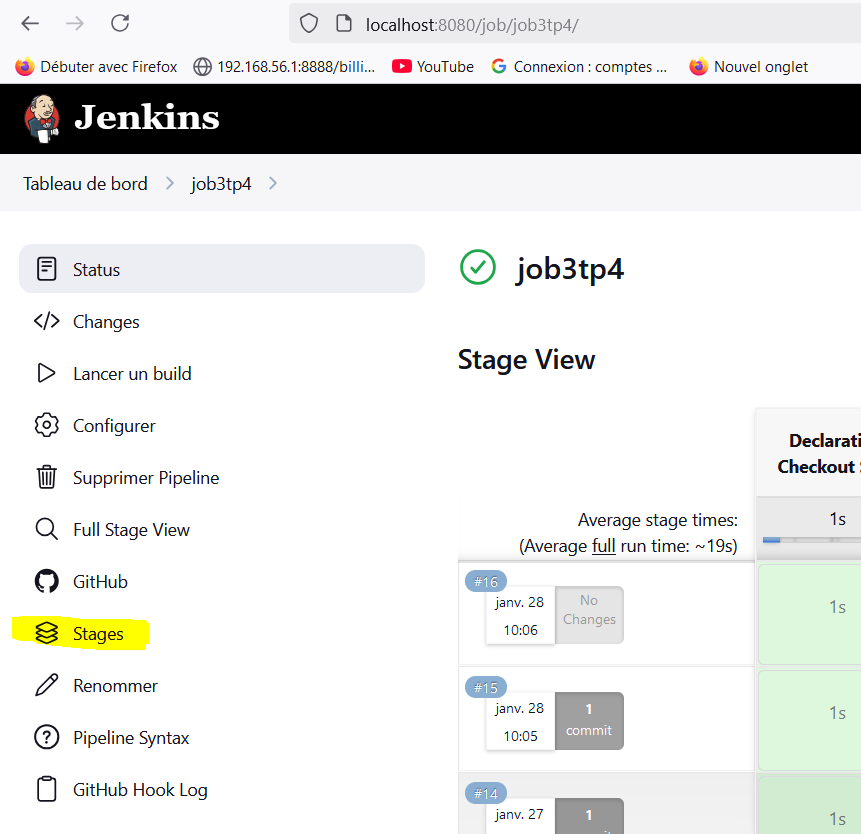 localhost:8080/job/job3tp4/
Débuter avec Firefox 192.168.56.1:8888/billi... YouTube Connexion : comptes ... Nouvel onglet
Jenkins
Tableau de bord job3tp4
Status
Changes
Lancer un build
Configurer
Supprimer Pipeline
Full Stage View
GitHub
Stages
Renommer
Pipeline Syntax
GitHub Hook Log
job3tp4
Stage View
Declarati
Checkout
Average stage times:
(Average full run time: ~19s)
1s
#16
janv. 28
10:06
No
Changes
1s
#15
janv. 28
10:05
1
commit
1s
#14
janv. 27
1
1s